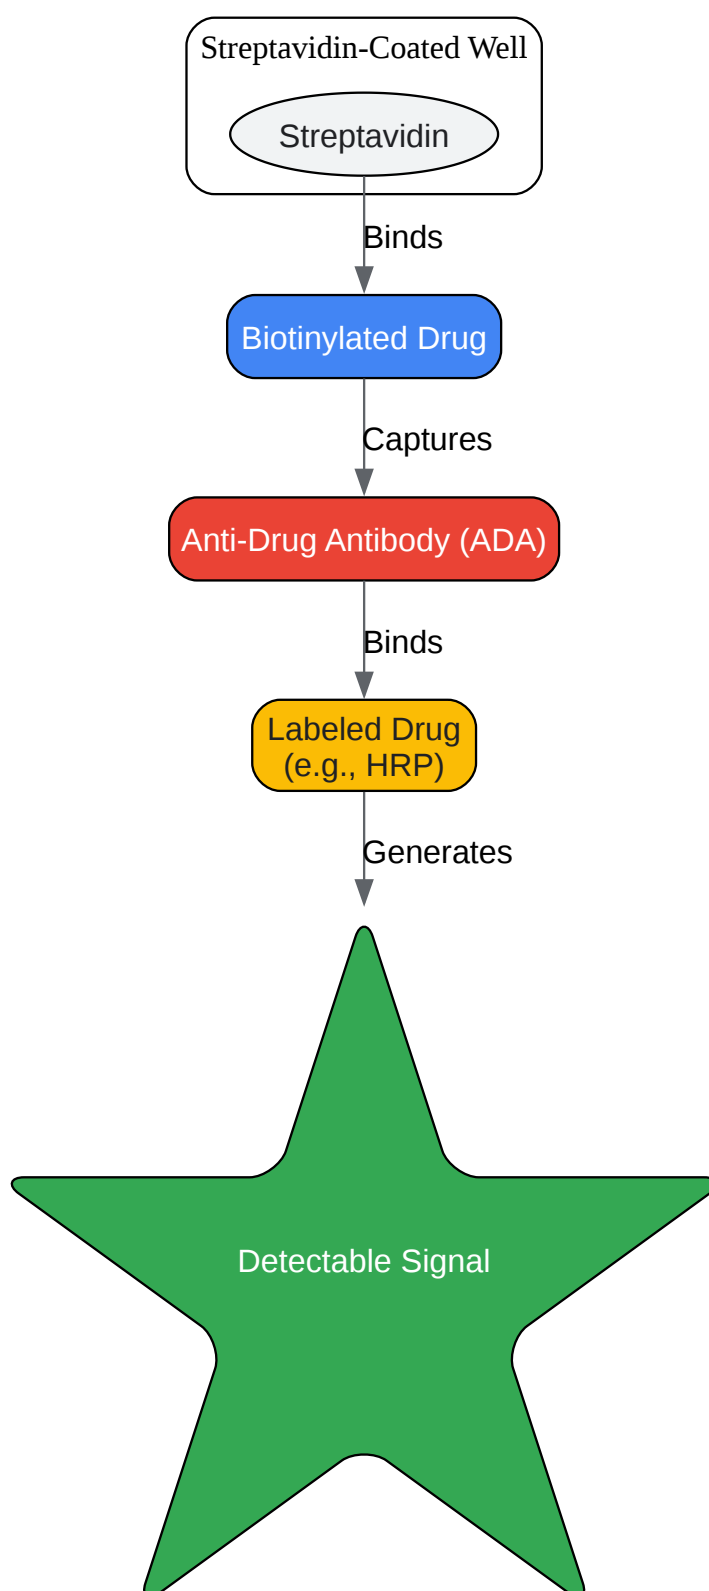 Streptavidin-Coated Well
Streptavidin
Binds
Biotinylated Drug
Captures
Anti-Drug Antibody (ADA)
Binds
Labeled Drug
(e.g., HRP)
Generates
Detectable Signal